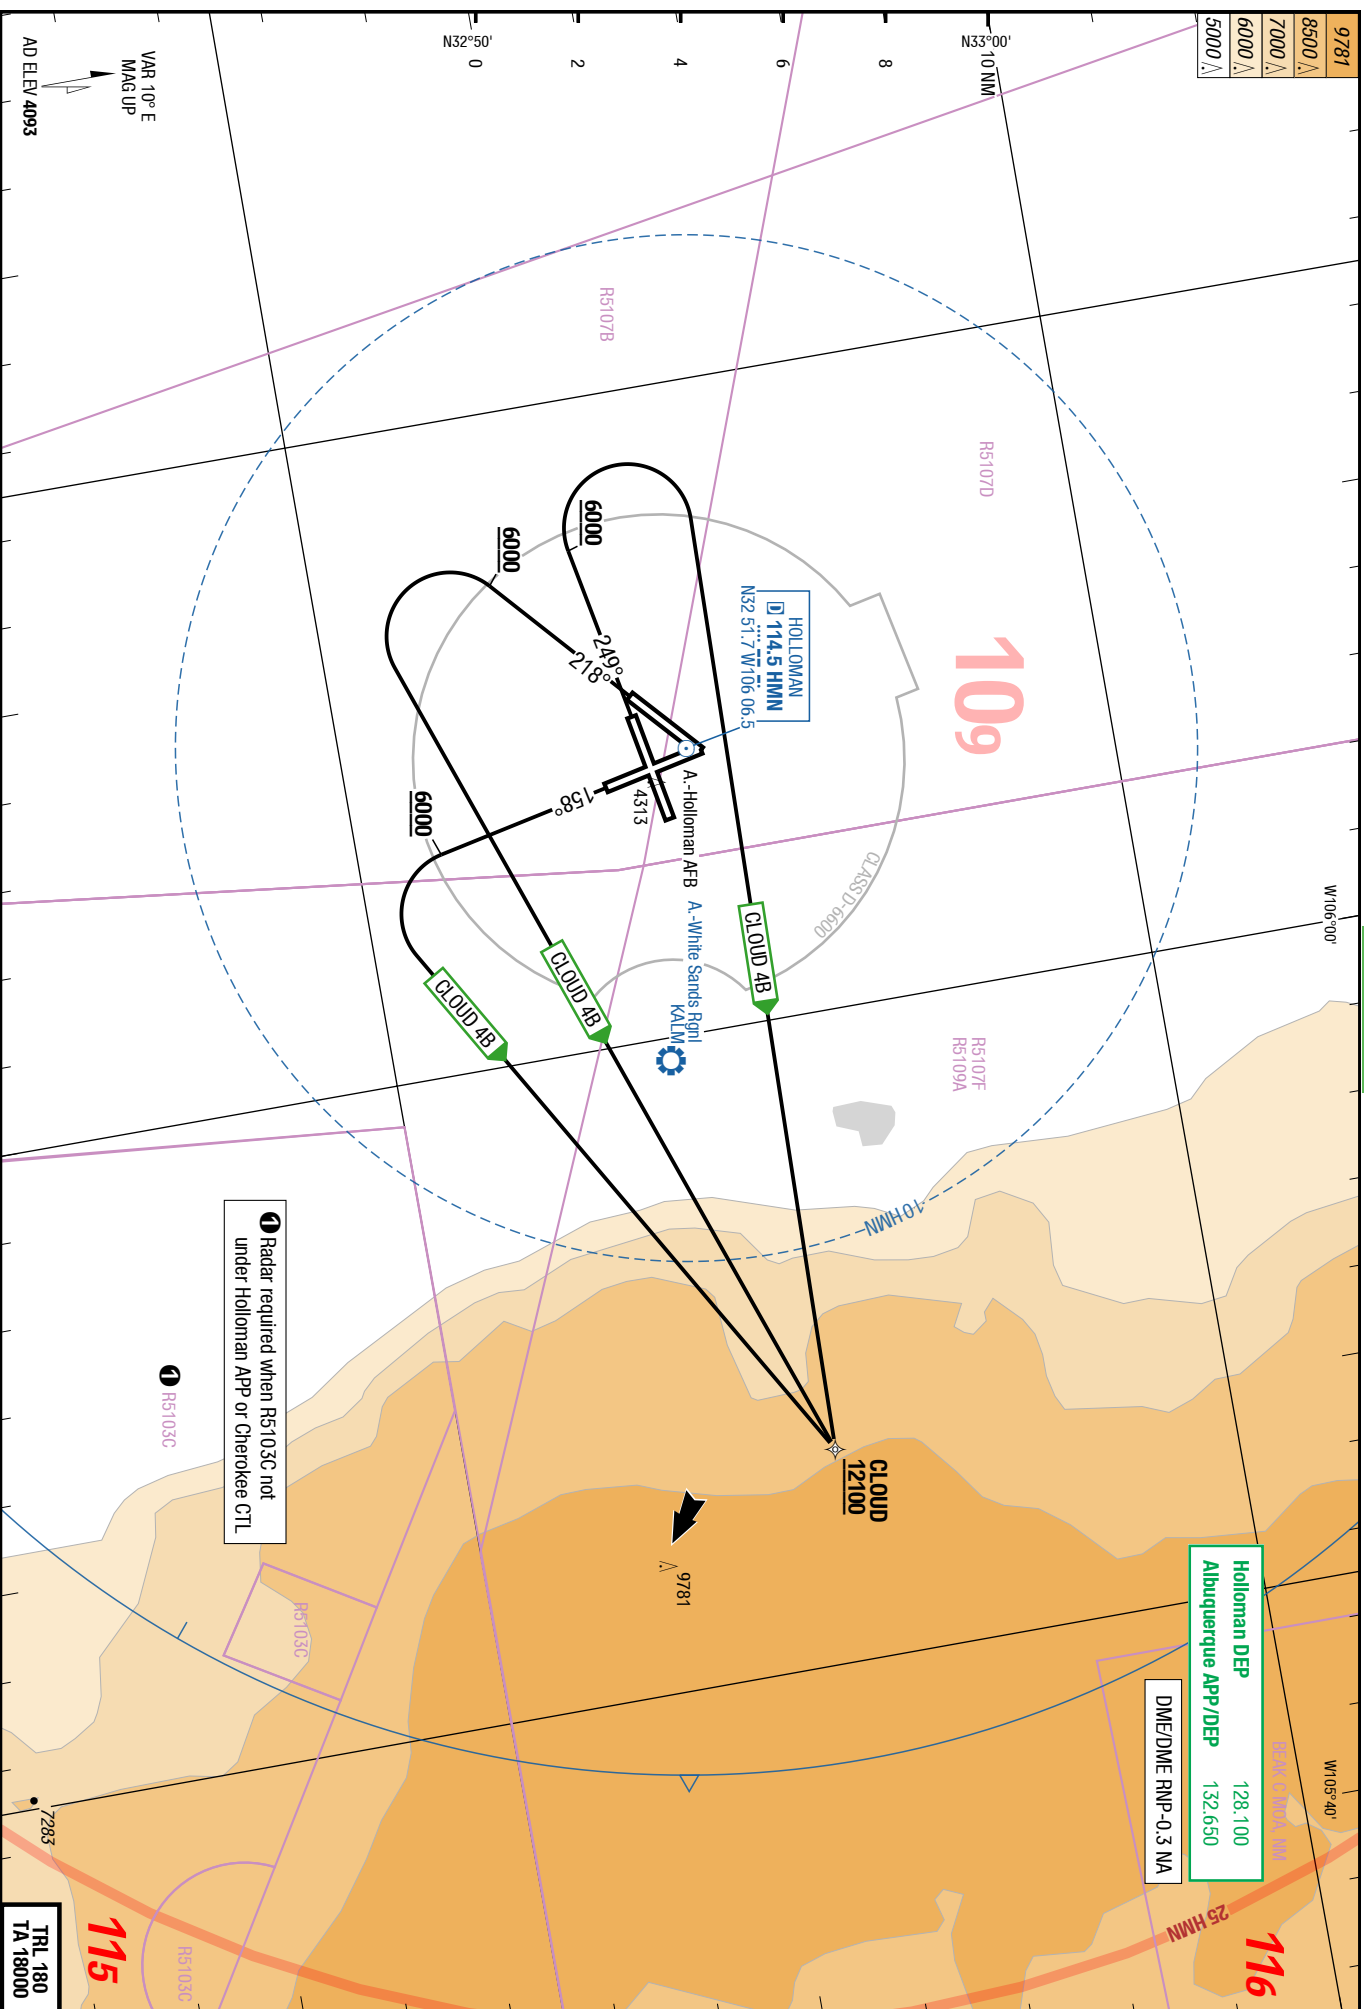 9781
8500
7000
6000
5000
N32°50'
N33°00'
0
2
4
6
8
10 NM
VAR 10° E
MAG UP
AD ELEV 4093
R5107B
R5107D
109
HOLLOMAN
D 114.5 HMN
N32 51.7 W106 06.5
6000
6000
6000
249°
218°
158°
4313
A.-Holloman AFB
A.-White Sands Rgnl
KALM
CLASSD-6600
W106°00'
CLOUD 4B
CLOUD 4B
CLOUD 4B
R5107F
R5109A
10 HMN
1 Radar required when R5103C not
under Holloman APP or Cherokee CTL
1 R5103C
CLOUD
12100
9781
R5103C
Holloman DEP 128.100
Albuquerque APP/DEP 132.650
DME/DME RNP-0.3 NA
BEAK C MOA, NM
W105°40'
7283
R5103C
25 HMN
116
115
TRL 180
TA 18000